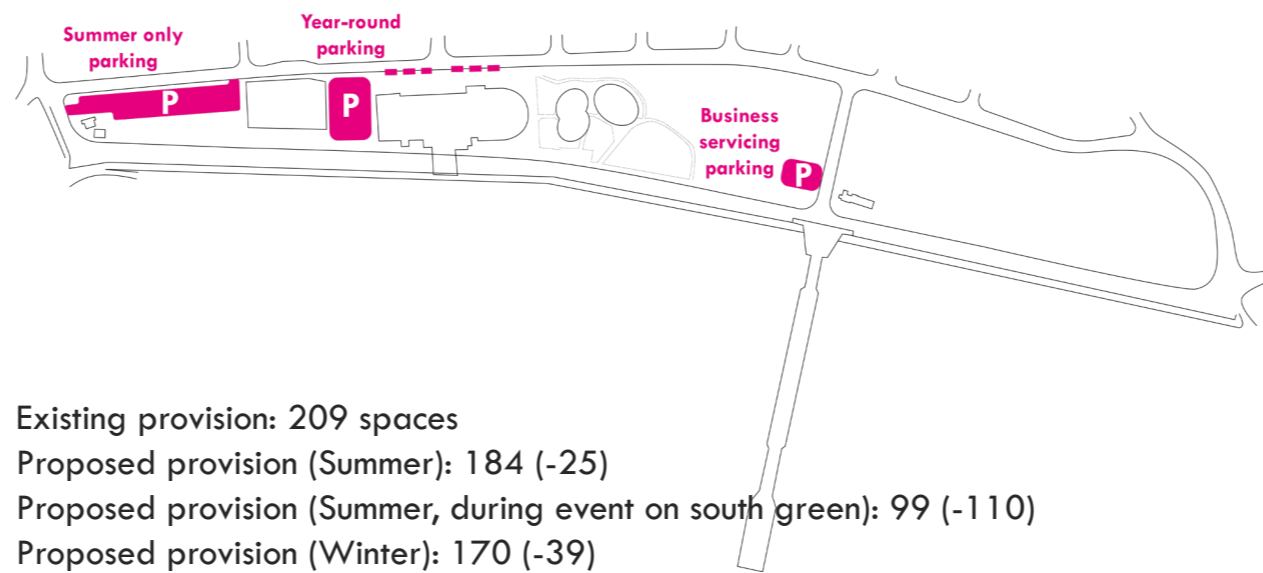 Year-round
parking
Summer only
parking
P
P
Business
servicing
parking
P
Existing provision: 209 spaces
Proposed provision (Summer): 184 (-25)
Proposed provision (Summer, during event on south green): 99 (-110)
Proposed provision (Winter): 170 (-39)